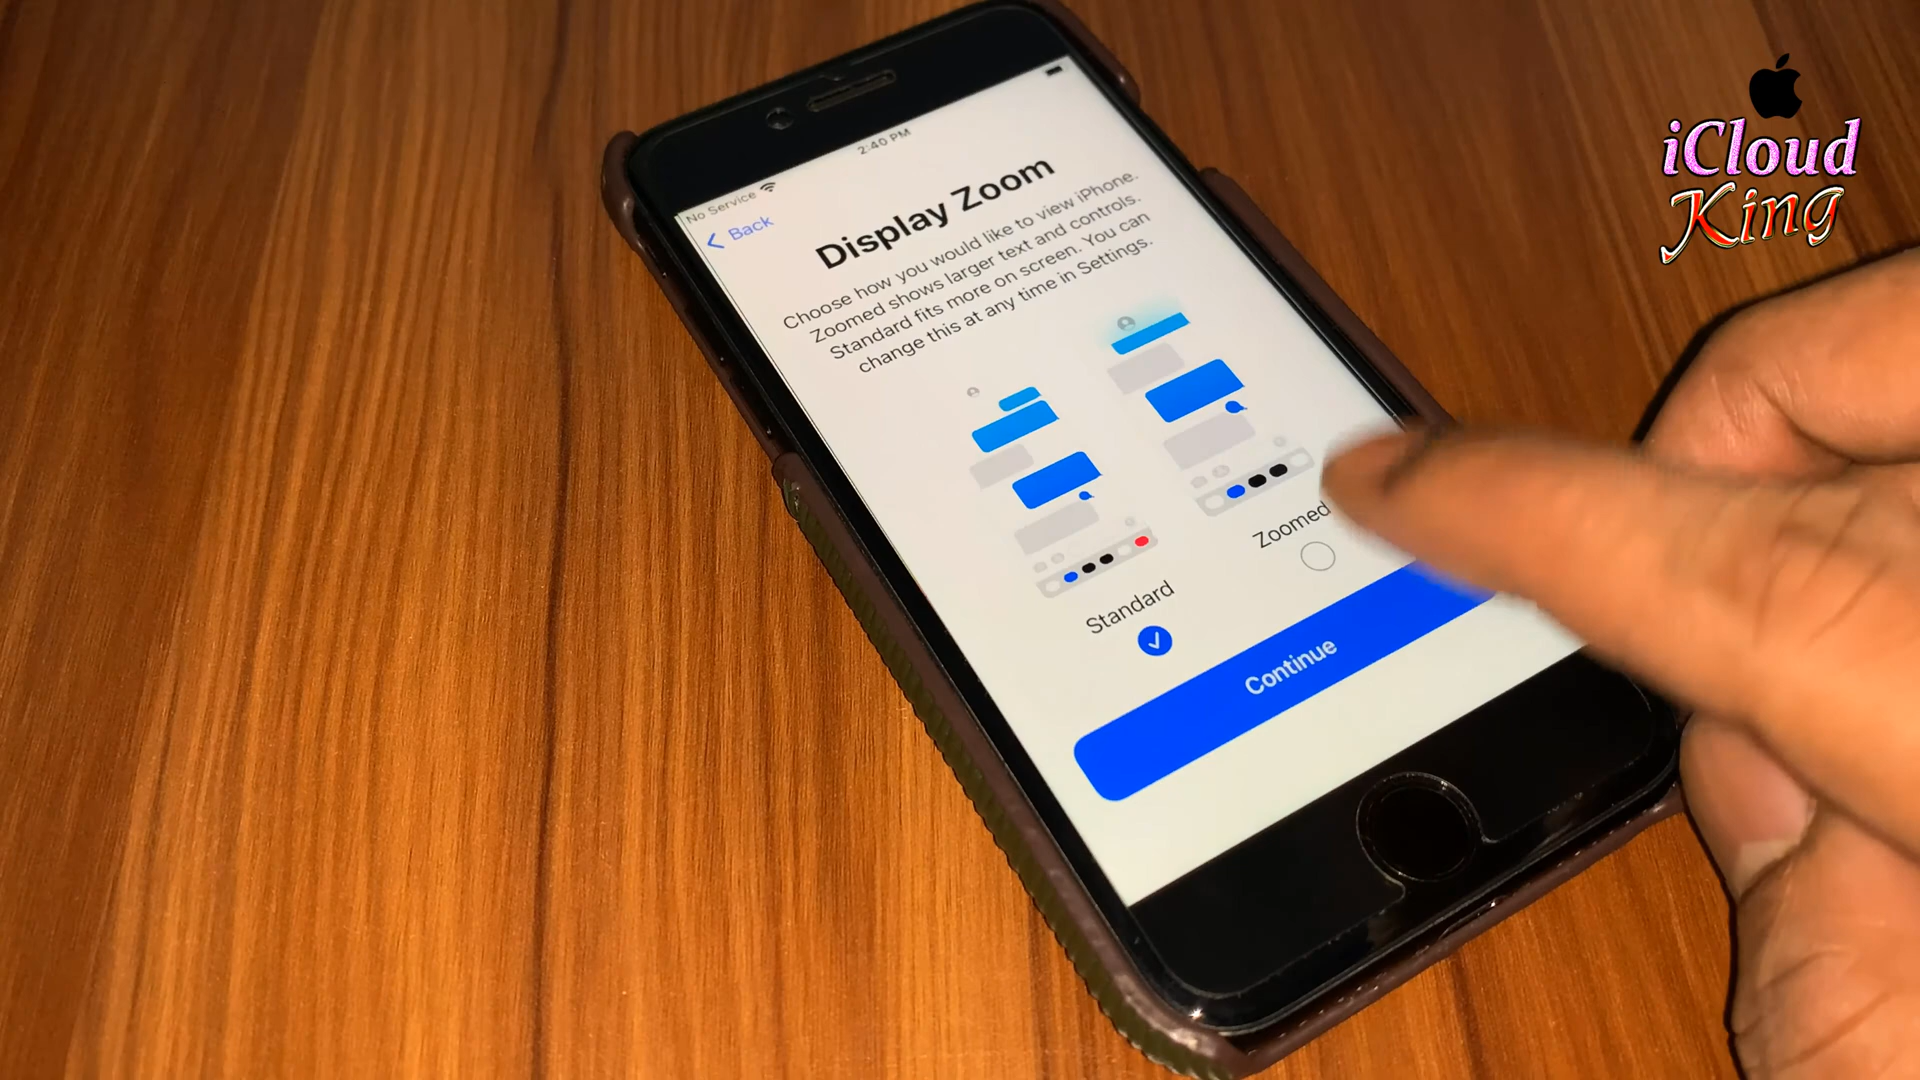 iCloud
King
2:40 PM
No Service
Back
Display Zoom
Choose how you would like to view iPhone.
Zoomed shows larger text and controls.
Standard fits more on screen. You can
change this at any time in Settings.
Standard
Zoomed
Continue